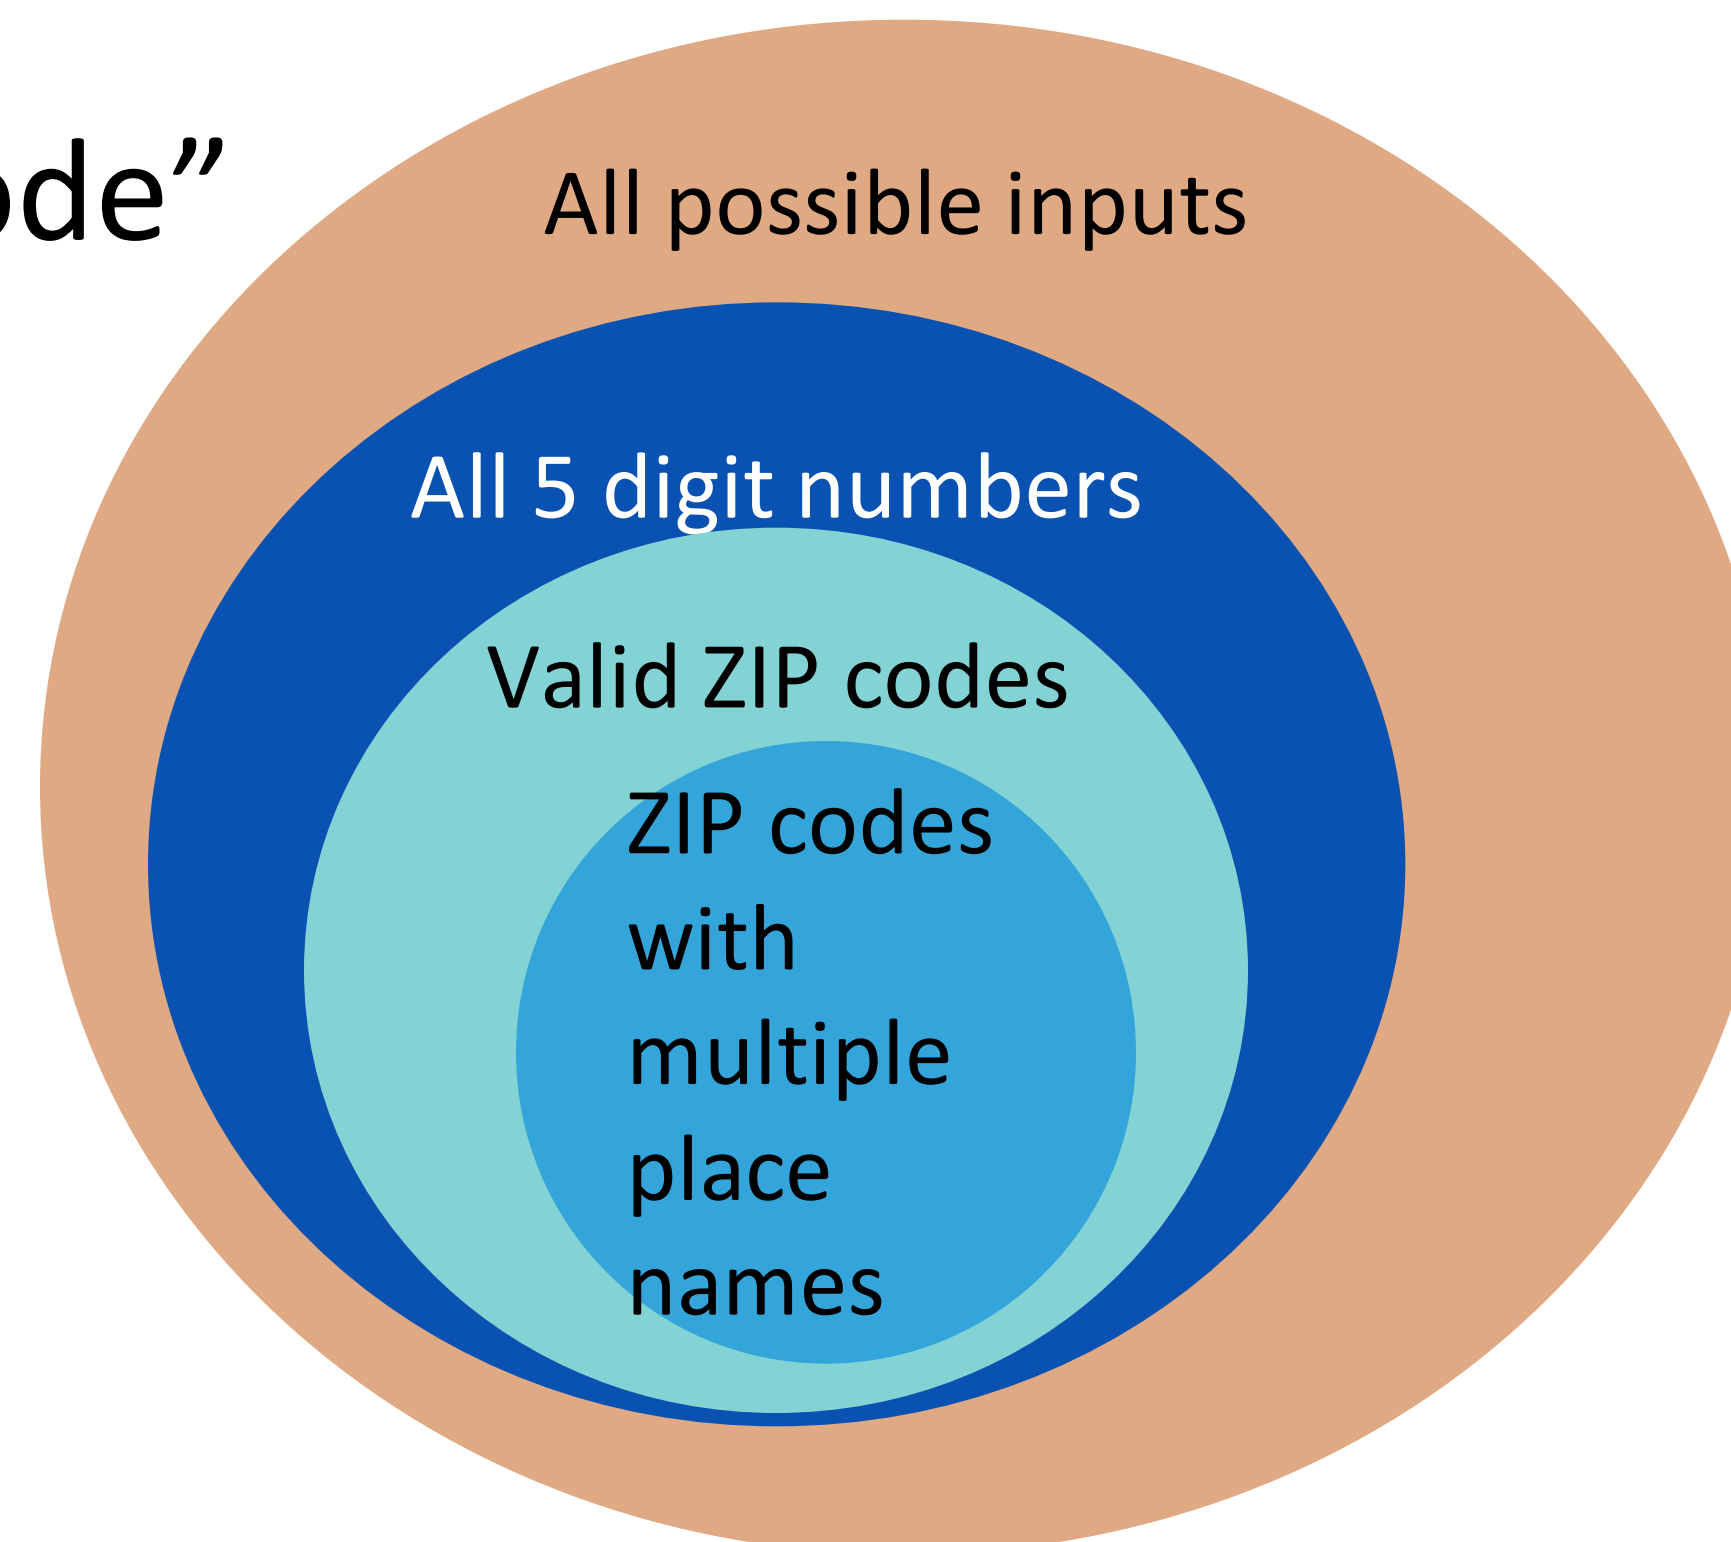 ode”
All possible inputs
All 5 digit numbers
Valid ZIP codes
ZIP codes
with
multiple
place
names